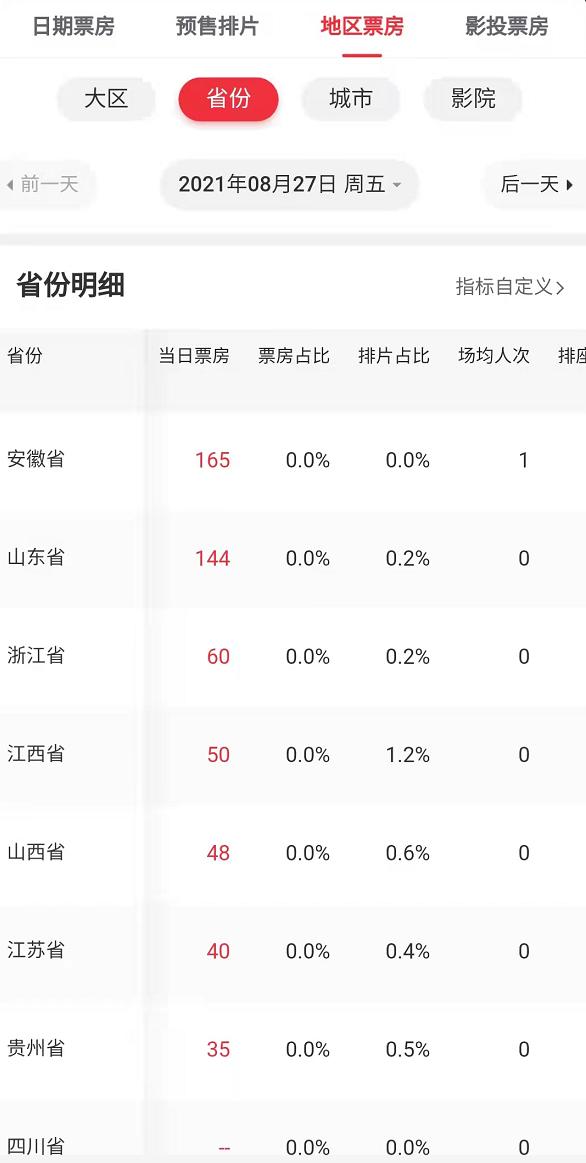 日期票房 预售排片 地区票房 影投票房
大区 省份 城市 影院
前一天 2021年08月27日 周五 后一天
省份明细 指标自定义
省份 当日票房 票房占比 排片占比 场均人次 排座
安徽省 165 0.0% 0.0% 1
山东省 144 0.0% 0.2% 0
浙江省 60 0.0% 0.2% 0
江西省 50 0.0% 1.2% 0
山西省 48 0.0% 0.6% 0
江苏省 40 0.0% 0.4% 0
贵州省 35 0.0% 0.5% 0
四川省 -- 0.0% 0.0% 0